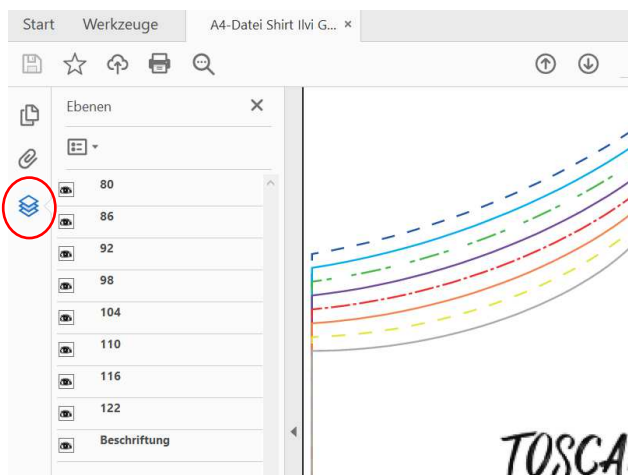 Start Werkzeuge A4-Datei Shirt Ilvi G... ×
Ebenen
80
86
92
98
104
110
116
122
Beschriftung
TOSCA